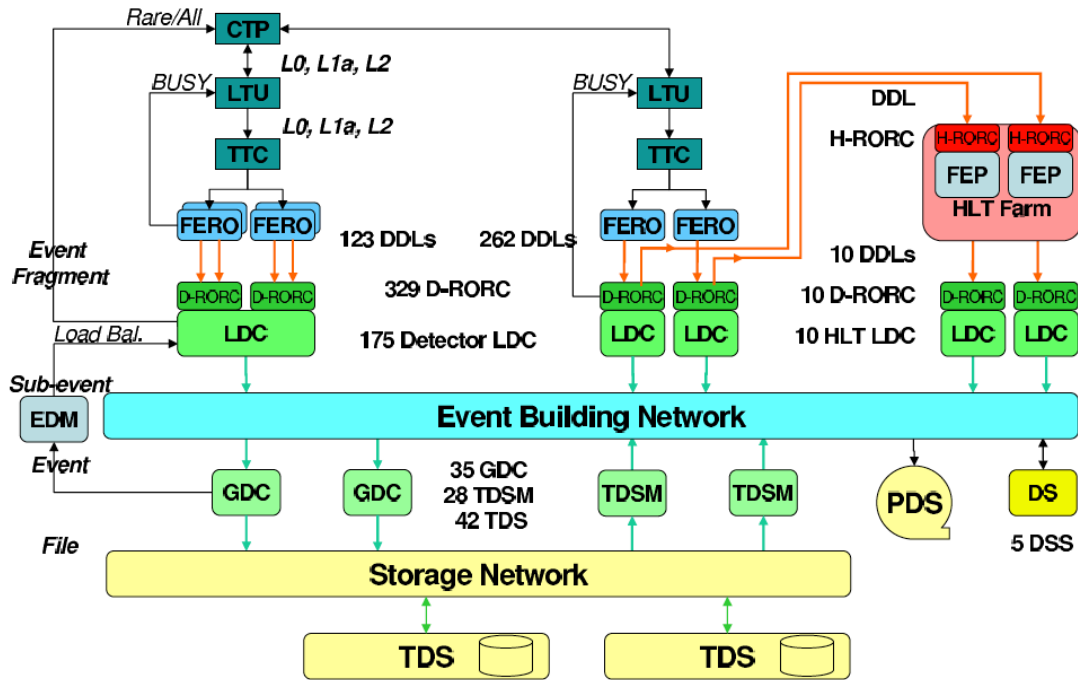 Rare/All
CTP
L0, L1a, L2
BUSY
LTU
BUSY
LTU
DDL
L0, L1a, L2
H-RORC
H-RORC
H-RORC
TTC
TTC
FEP
FEP
HLT Farm
FERO
FERO
FERO
FERO
123 DDLs
262 DDLs
Event
Fragment
10 DDLs
D-RORC
D-RORC
329 D-RORC
D-RORC
D-RORC
10 D-RORC
D-RORC
D-RORC
Load Bal.
LDC
175 Detector LDC
LDC
LDC
10 HLT LDC
LDC
LDC
Sub-event
EDM
Event Building Network
Event
35 GDC
28 TDSM
42 TDS
GDC
GDC
TDSM
TDSM
PDS
DS
File
5 DSS
Storage Network
TDS
TDS